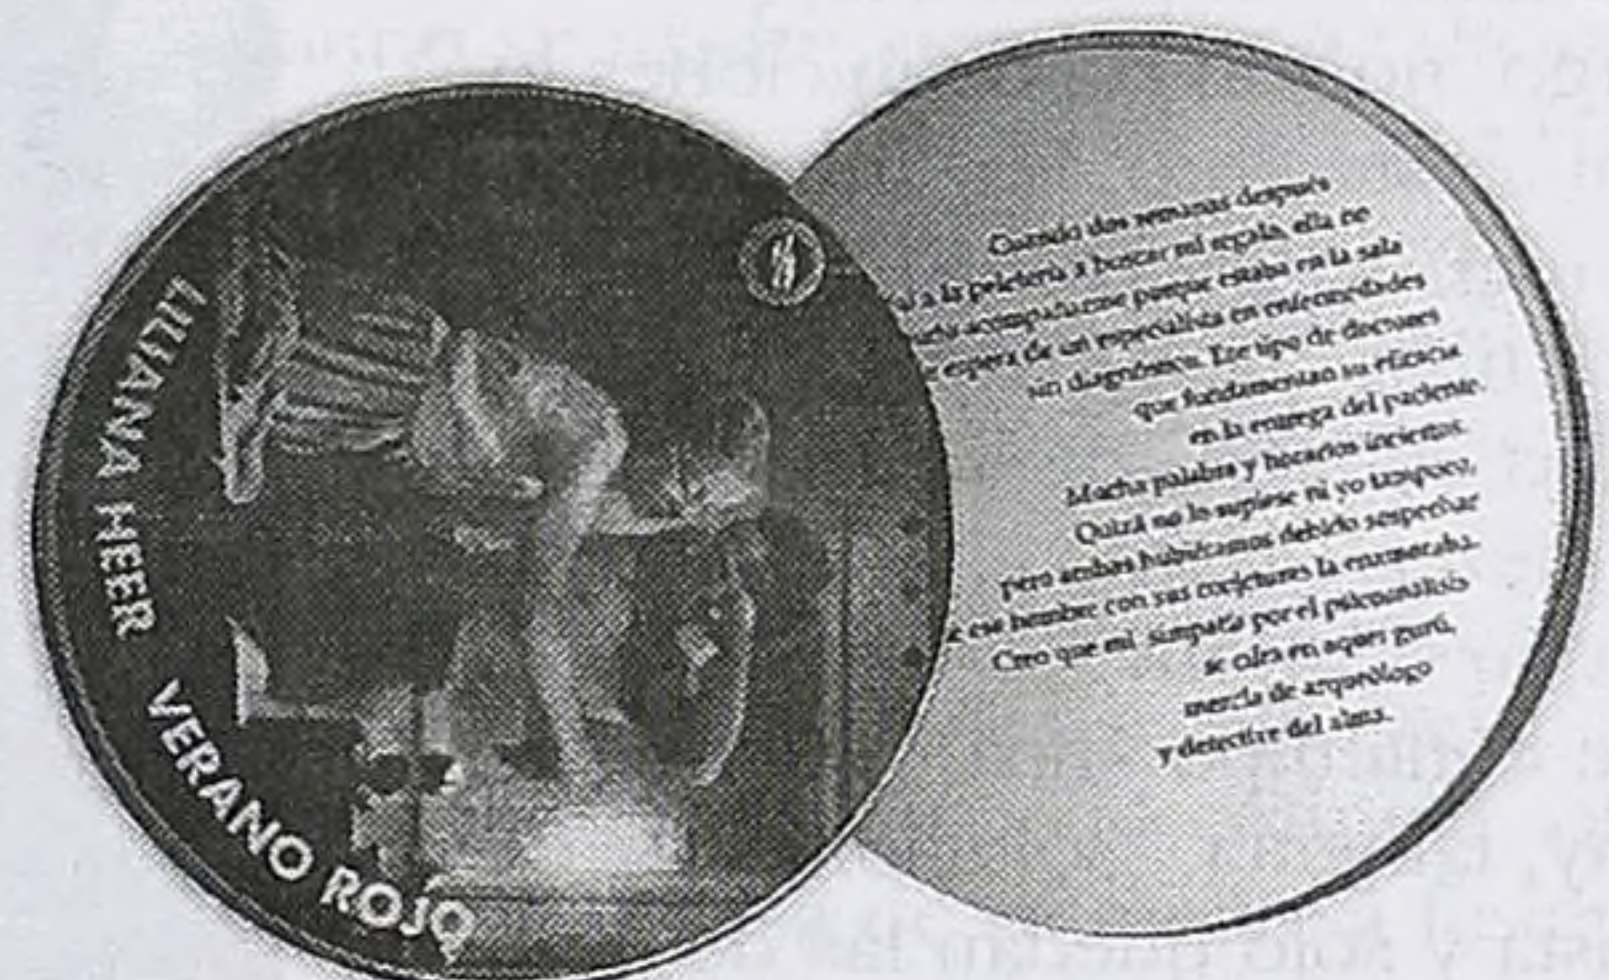 LILIANA HEER
VERANO ROJO
Cuando dos semanas después
a la peletería a buscar mi regalo, ella no
acompañarme porque estaba en la sala
espera de un especialista en enfermedades
sin diagnóstico. Ese tipo de doctores
que fundamentan su eficacia
en la entrega del paciente.
Mucha palabra y horarios inciertos.
Quizá no lo supiese ni yo tampoco,
pero ambas hubiéramos debido sospechar
ese hombre con sus conjeturas la enamoraba.
Creo que mi simpatía por el psicoanálisis
se calca en aquel gurú,
mezcla de arqueólogo
y detective del alma.